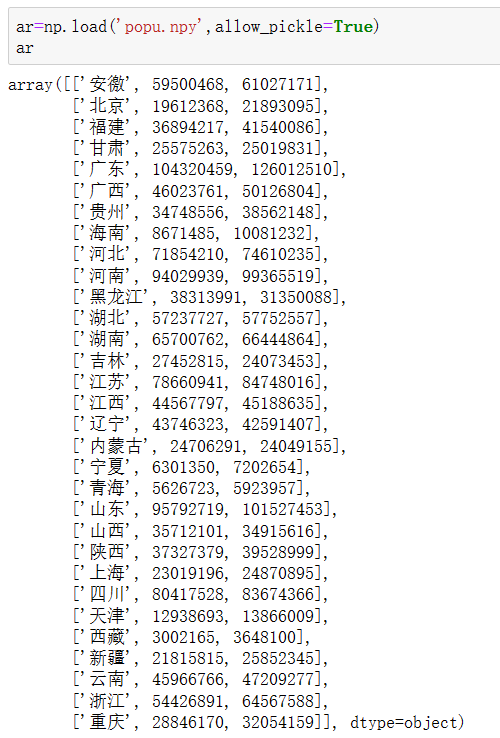 ar=np.load('popu.npy',allow_pickle=True)
ar
array([['安徽', 59500468, 61027171],
['北京', 19612368, 21893095],
['福建', 36894217, 41540086],
['甘肃', 25575263, 25019831],
['广东', 104320459, 126012510],
['广西', 46023761, 50126804],
['贵州', 34748556, 38562148],
['海南', 8671485, 10081232],
['河北', 71854210, 74610235],
['河南', 94029939, 99365519],
['黑龙江', 38313991, 31350088],
['湖北', 57237727, 57752557],
['湖南', 65700762, 66444864],
['吉林', 27452815, 24073453],
['江苏', 78660941, 84748016],
['江西', 44567797, 45188635],
['辽宁', 43746323, 42591407],
['内蒙古', 24706291, 24049155],
['宁夏', 6301350, 7202654],
['青海', 5626723, 5923957],
['山东', 95792719, 101527453],
['山西', 35712101, 34915616],
['陕西', 37327379, 39528999],
['上海', 23019196, 24870895],
['四川', 80417528, 83674366],
['天津', 12938693, 13866009],
['西藏', 3002165, 3648100],
['新疆', 21815815, 25852345],
['云南', 45966766, 47209277],
['浙江', 54426891, 64567588],
['重庆', 28846170, 32054159]], dtype=object)